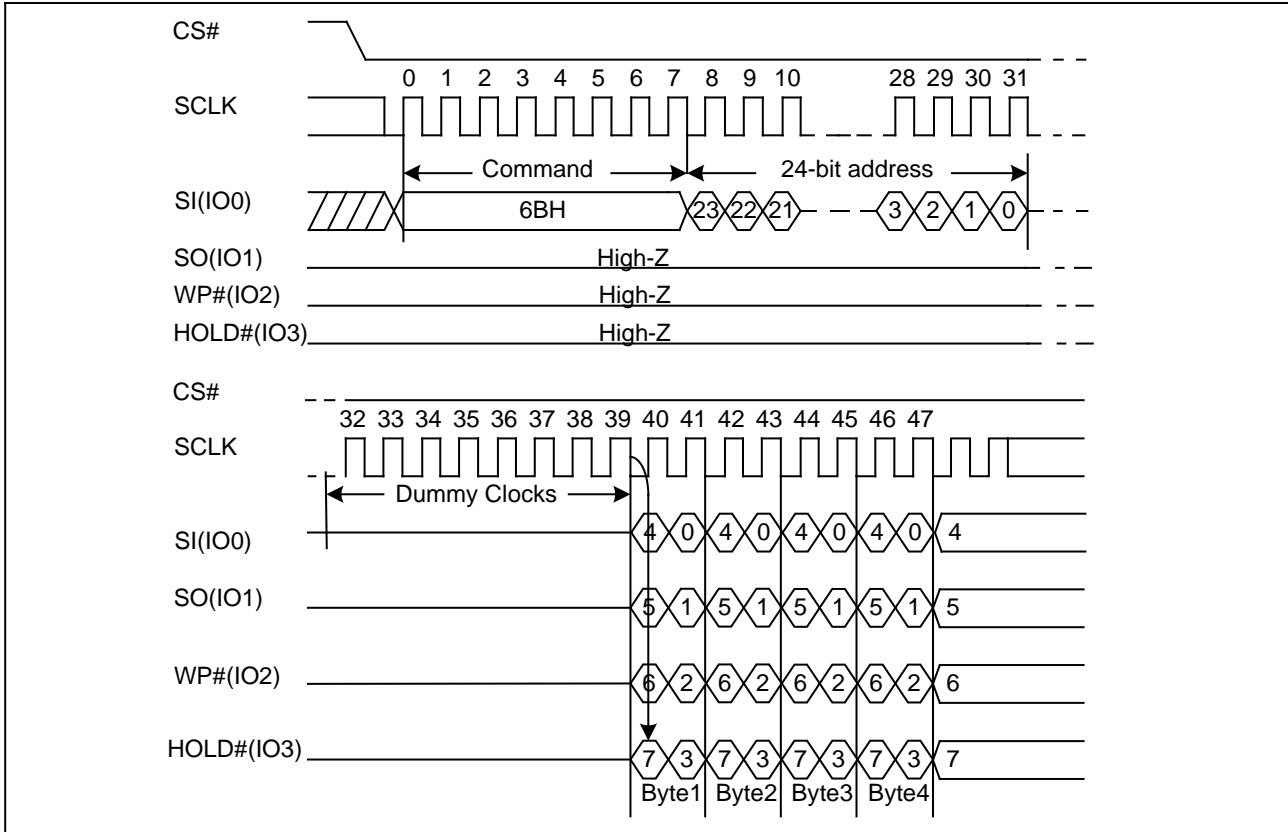 CS#
0 1 2 3 4 5 6 7 8 9 10 28 29 30 31
SCLK
Command 24-bit address
SI(IO0) 6BH 23 22 21 3 2 1 0
SO(IO1) High-Z
WP#(IO2) High-Z
HOLD#(IO3) High-Z
CS#
32 33 34 35 36 37 38 39 40 41 42 43 44 45 46 47
SCLK
Dummy Clocks
SI(IO0) 4 0 4 0 4 0 4 0 4
SO(IO1) 5 1 5 1 5 1 5 1 5
WP#(IO2) 6 2 6 2 6 2 6 2 6
HOLD#(IO3) 7 3 7 3 7 3 7 3 7
Byte1 Byte2 Byte3 Byte4